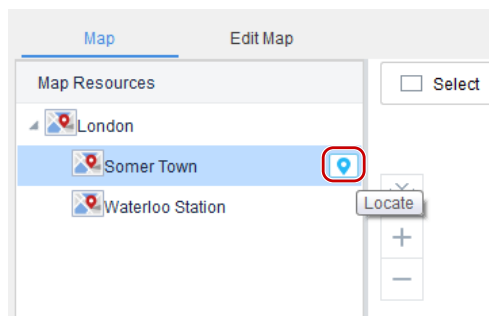 Map Edit Map
Map Resources
Select
London
Somer Town
Locate
Waterloo Station